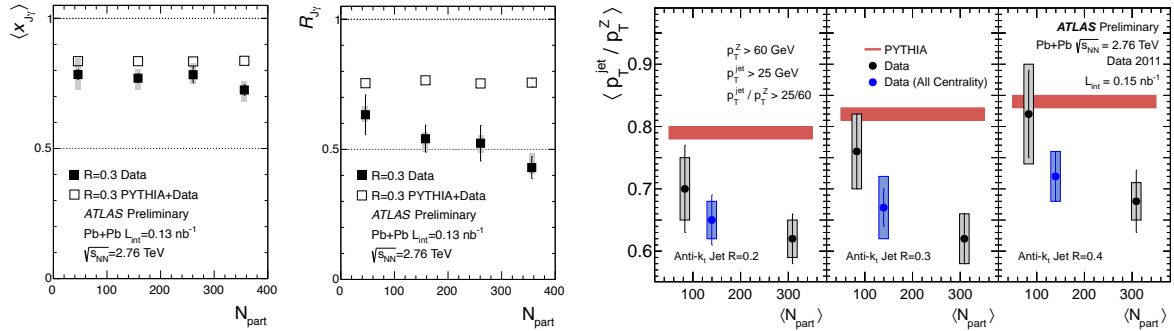 ⟨x_Jγ⟩
1
0.5
0
0 100 200 300 400
N_part
R=0.3 Data
R=0.3 PYTHIA+Data
ATLAS Preliminary
Pb+Pb L_int=0.13 nb⁻¹
√s_NN=2.76 TeV
R_Jγ
1
0.5
0
0 100 200 300 400
N_part
R=0.3 Data
R=0.3 PYTHIA+Data
ATLAS Preliminary
Pb+Pb L_int=0.13 nb⁻¹
√s_NN=2.76 TeV
⟨p_T^jet / p_T^Z⟩
0.9
0.8
0.7
0.6
p_T^Z > 60 GeV
p_T^jet > 25 GeV
p_T^jet / p_T^Z > 25/60
Anti-k_t Jet R=0.2
100 200 300
⟨N_part⟩
PYTHIA
Data
Data (All Centrality)
Anti-k_t Jet R=0.3
100 200 300
⟨N_part⟩
ATLAS Preliminary
Pb+Pb √s_NN = 2.76 TeV
Data 2011
L_int = 0.15 nb⁻¹
Anti-k_t Jet R=0.4
100 200 300
⟨N_part⟩